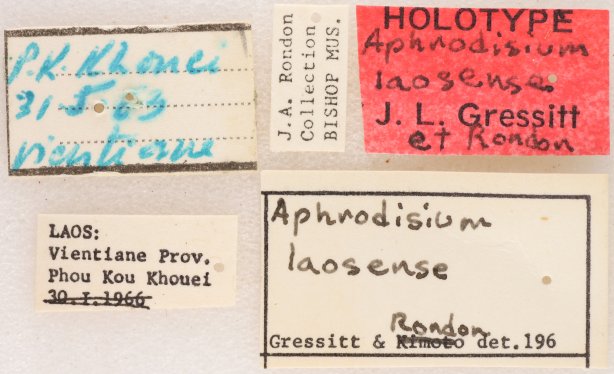 P.K. Khouei
31-5 65
vientiane
J.A. Rondon
Collection
BISHOP MUS.
HOLOTYPE
Aphrodisium
laosense
J. L. Gressitt
et Rondon
LAOS:
Vientiane Prov.
Phou Kou Khouei
30.I.1966
Aphrodisium
laosense
Rondon
Gressitt & Kimoto det.196